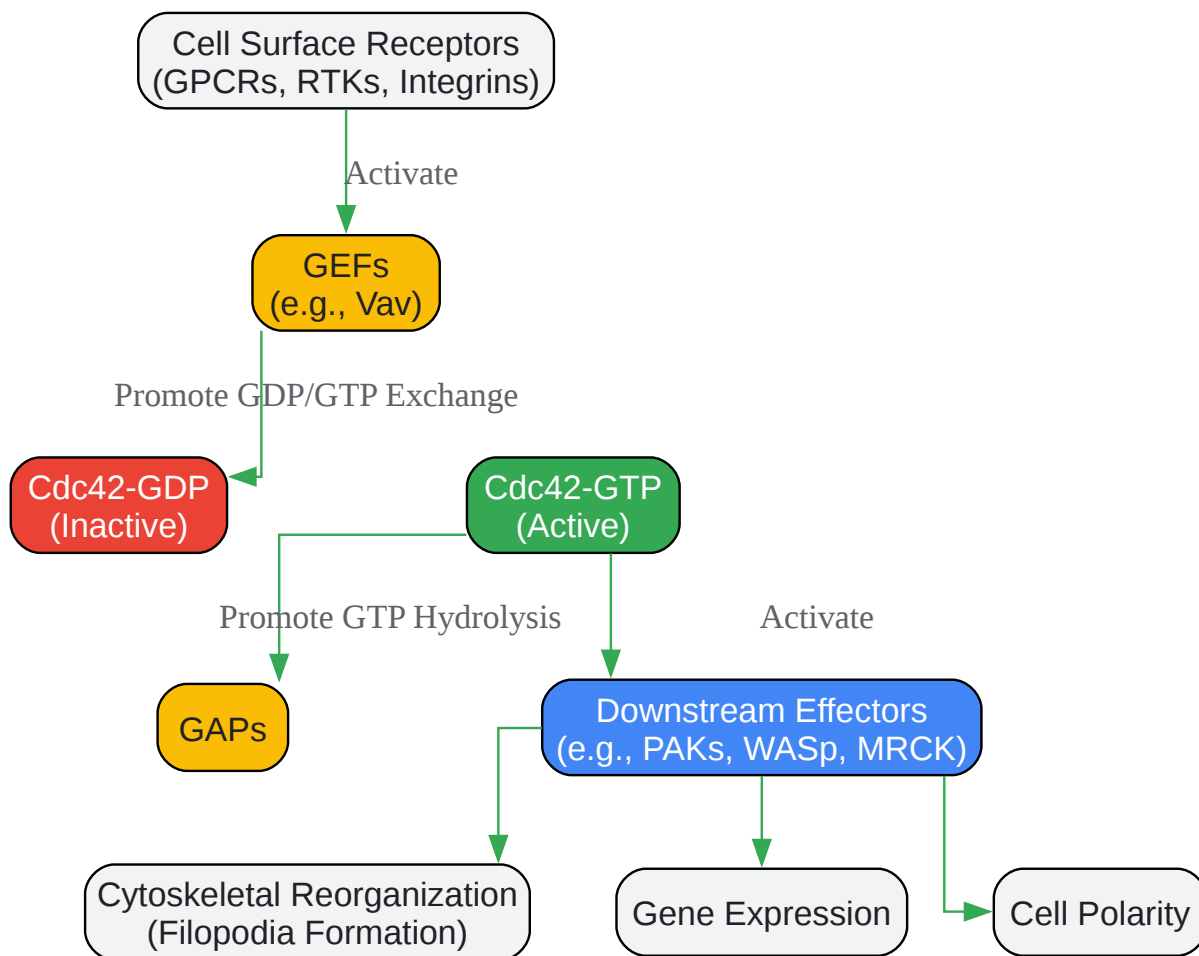 Cell Surface Receptors
(GPCRs, RTKs, Integrins)
Activate
GEFs
(e.g., Vav)
Promote GDP/GTP Exchange
Cdc42-GDP
(Inactive)
Cdc42-GTP
(Active)
Promote GTP Hydrolysis
Activate
GAPs
Downstream Effectors
(e.g., PAKs, WASp, MRCK)
Cytoskeletal Reorganization
(Filopodia Formation)
Gene Expression
Cell Polarity